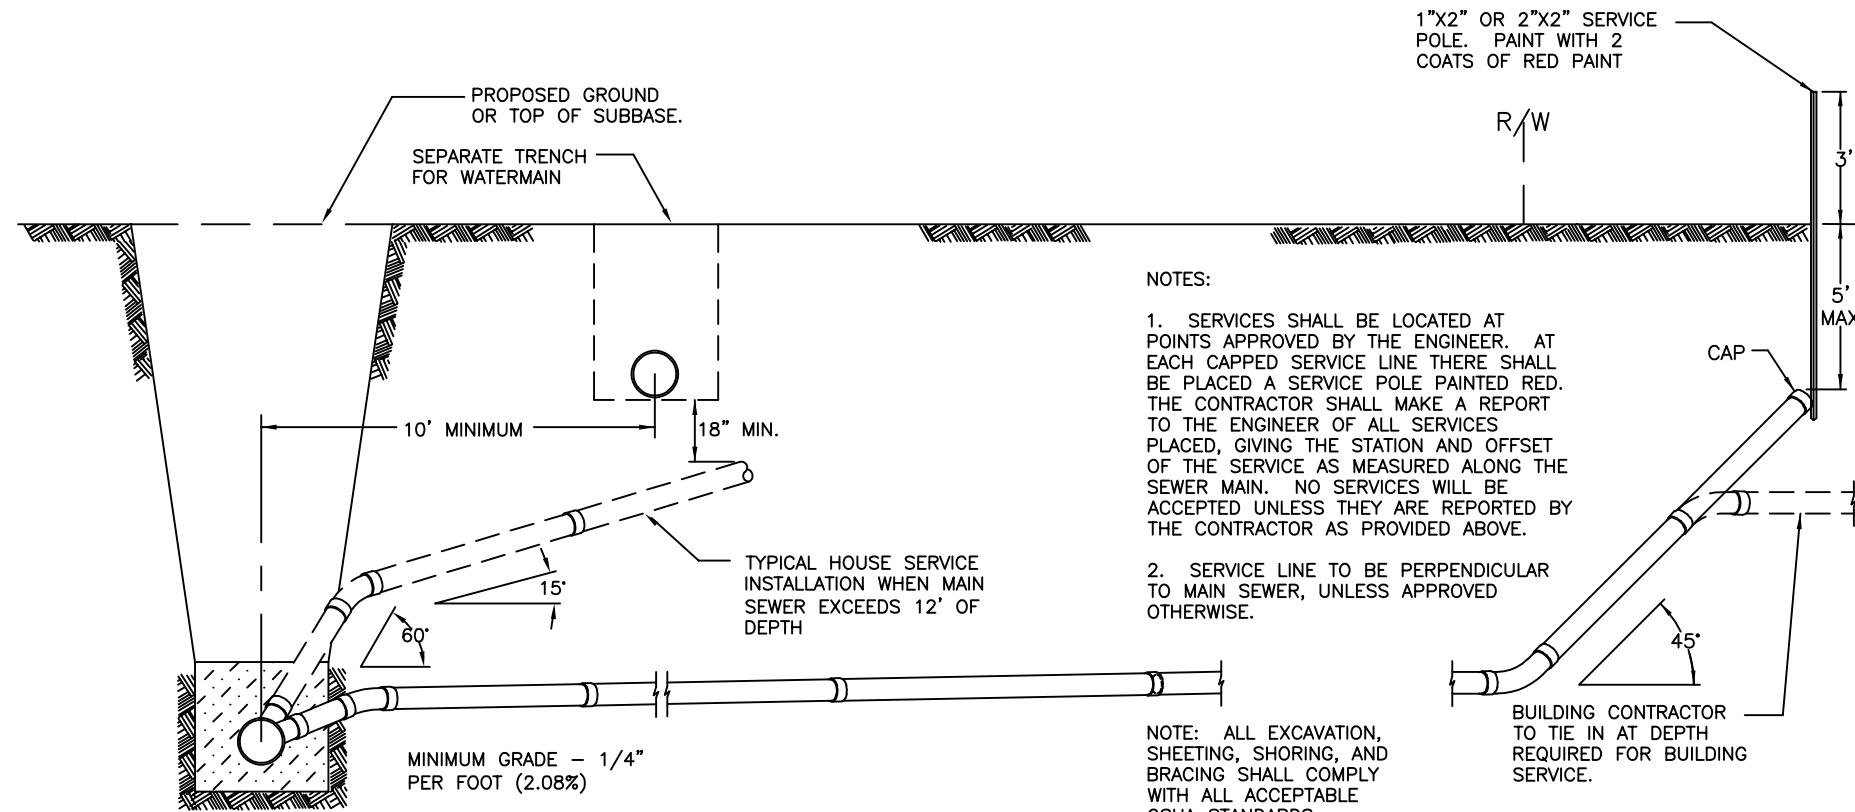 1"X2" OR 2"X2" SERVICE
POLE. PAINT WITH 2
COATS OF RED PAINT
PROPOSED GROUND
OR TOP OF SUBBASE.
R/W
SEPARATE TRENCH
FOR WATERMAIN
3'
NOTES:
5'
MAX
1. SERVICES SHALL BE LOCATED AT
POINTS APPROVED BY THE ENGINEER. AT
EACH CAPPED SERVICE LINE THERE SHALL
BE PLACED A SERVICE POLE PAINTED RED.
THE CONTRACTOR SHALL MAKE A REPORT
TO THE ENGINEER OF ALL SERVICES
PLACED, GIVING THE STATION AND OFFSET
OF THE SERVICE AS MEASURED ALONG THE
SEWER MAIN. NO SERVICES WILL BE
ACCEPTED UNLESS THEY ARE REPORTED BY
THE CONTRACTOR AS PROVIDED ABOVE.
CAP
10' MINIMUM
18" MIN.
2. SERVICE LINE TO BE PERPENDICULAR
TO MAIN SEWER, UNLESS APPROVED
OTHERWISE.
TYPICAL HOUSE SERVICE
INSTALLATION WHEN MAIN
SEWER EXCEEDS 12' OF
DEPTH
15°
60°
45°
BUILDING CONTRACTOR
TO TIE IN AT DEPTH
REQUIRED FOR BUILDING
SERVICE.
MINIMUM GRADE - 1/4"
PER FOOT (2.08%)
NOTE: ALL EXCAVATION,
SHEETING, SHORING, AND
BRACING SHALL COMPLY
WITH ALL ACCEPTABLE